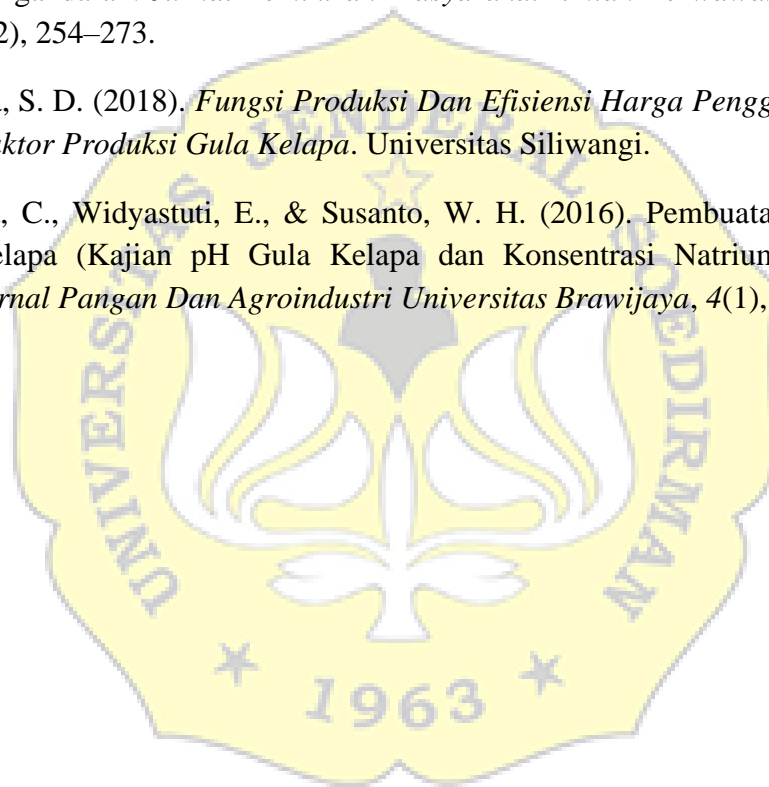 2), 254–273.
, S. D. (2018). Fungsi Produksi Dan Efisiensi Harga Pengg
ktor Produksi Gula Kelapa. Universitas Siliwangi.
., C., Widyastuti, E., & Susanto, W. H. (2016). Pembuata
elapa (Kajian pH Gula Kelapa dan Konsentrasi Natriun
rnal Pangan Dan Agroindustri Universitas Brawijaya, 4(1),
UNIVERSITAS JENDERAL SOEDIRMAN
1963